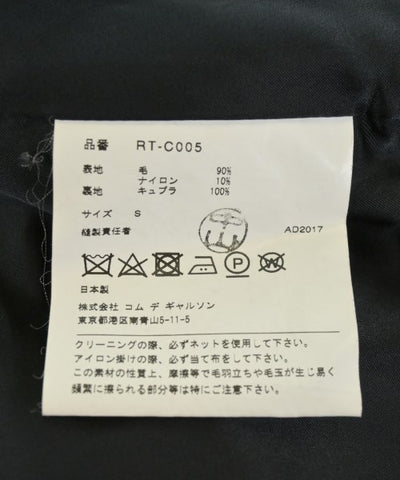 品番 RT-C005
表地 毛 90%
ナイロン 10%
裏地 キュプラ 100%
サイズ S
縫製責任者 AD2017
P W
日本製
株式会社 コム デ ギャルソン
東京都港区南青山5-11-5
クリーニングの際、必ずネットを使用して下さい。
アイロン掛けの際、必ず当て布をして下さい。
この素材の性質上、摩擦等で毛羽立ちや毛玉が生じ易く
頻繁に擦られる部分等は特にご注意下さい。